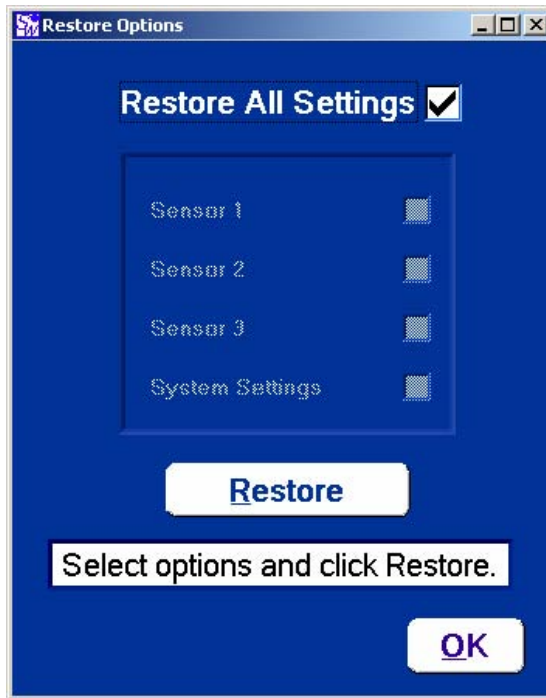 Restore Options
Restore All Settings
Sensor 1
Sensor 2
Sensor 3
System Settings
Restore
Select options and click Restore.
OK